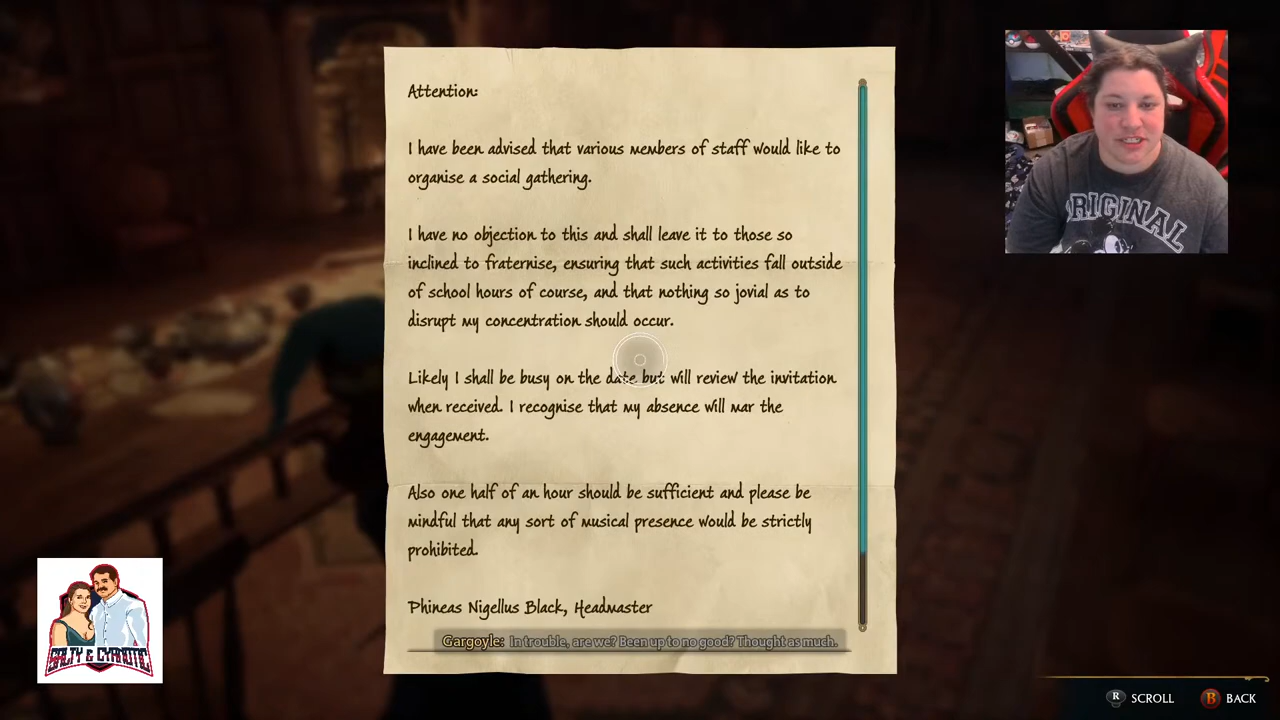 Attention:
I have been advised that various members of staff would like to
organise a social gathering.
I have no objection to this and shall leave it to those so
inclined to fraternise, ensuring that such activities fall outside
of school hours of course, and that nothing so jovial as to
disrupt my concentration should occur.
Likely I shall be busy on the date but will review the invitation
when received. I recognise that my absence will mar the
engagement.
Also one half of an hour should be sufficient and please be
mindful that any sort of musical presence would be strictly
prohibited.
Phineas Nigellus Black, Headmaster
Gargoyle: In trouble, are we? Been up to no good? Thought as much.
ORIGINAL
SALTY & CYANOTIC
R SCROLL B BACK